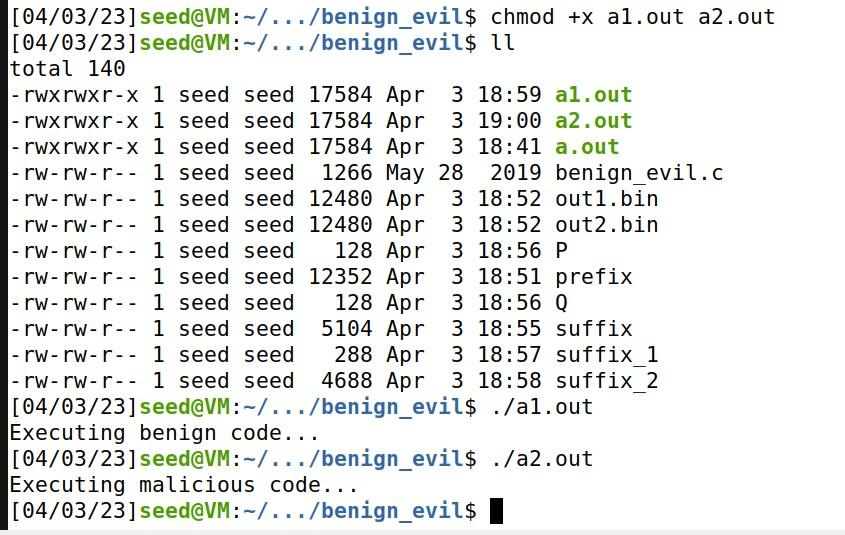 [04/03/23]seed@VM:~/.../benign_evil$ chmod +x a1.out a2.out
[04/03/23]seed@VM:~/.../benign_evil$ ll
total 140
-rwxrwxr-x 1 seed seed 17584 Apr  3 18:59 a1.out
-rwxrwxr-x 1 seed seed 17584 Apr  3 19:00 a2.out
-rwxrwxr-x 1 seed seed 17584 Apr  3 18:41 a.out
-rw-rw-r-- 1 seed seed  1266 May 28  2019 benign_evil.c
-rw-rw-r-- 1 seed seed 12480 Apr  3 18:52 out1.bin
-rw-rw-r-- 1 seed seed 12480 Apr  3 18:52 out2.bin
-rw-rw-r-- 1 seed seed   128 Apr  3 18:56 P
-rw-rw-r-- 1 seed seed 12352 Apr  3 18:51 prefix
-rw-rw-r-- 1 seed seed   128 Apr  3 18:56 Q
-rw-rw-r-- 1 seed seed  5104 Apr  3 18:55 suffix
-rw-rw-r-- 1 seed seed   288 Apr  3 18:57 suffix_1
-rw-rw-r-- 1 seed seed  4688 Apr  3 18:58 suffix_2
[04/03/23]seed@VM:~/.../benign_evil$ ./a1.out
Executing benign code...
[04/03/23]seed@VM:~/.../benign_evil$ ./a2.out
Executing malicious code...
[04/03/23]seed@VM:~/.../benign_evil$